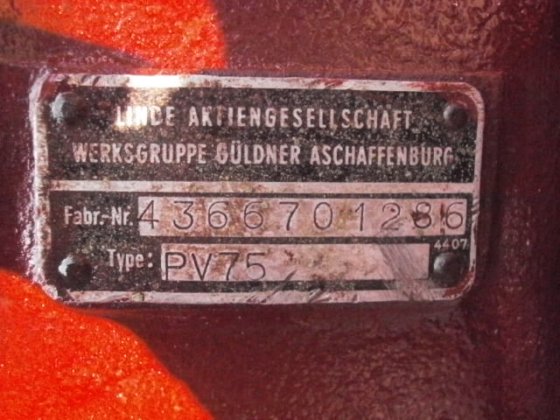 LINDE AKTIENGESELLSCHAFT
WERKSGRUPPE GÜLDNER ASCHAFFENBURG
Fabr.-Nr. 4366701286
4407
Type: PV75